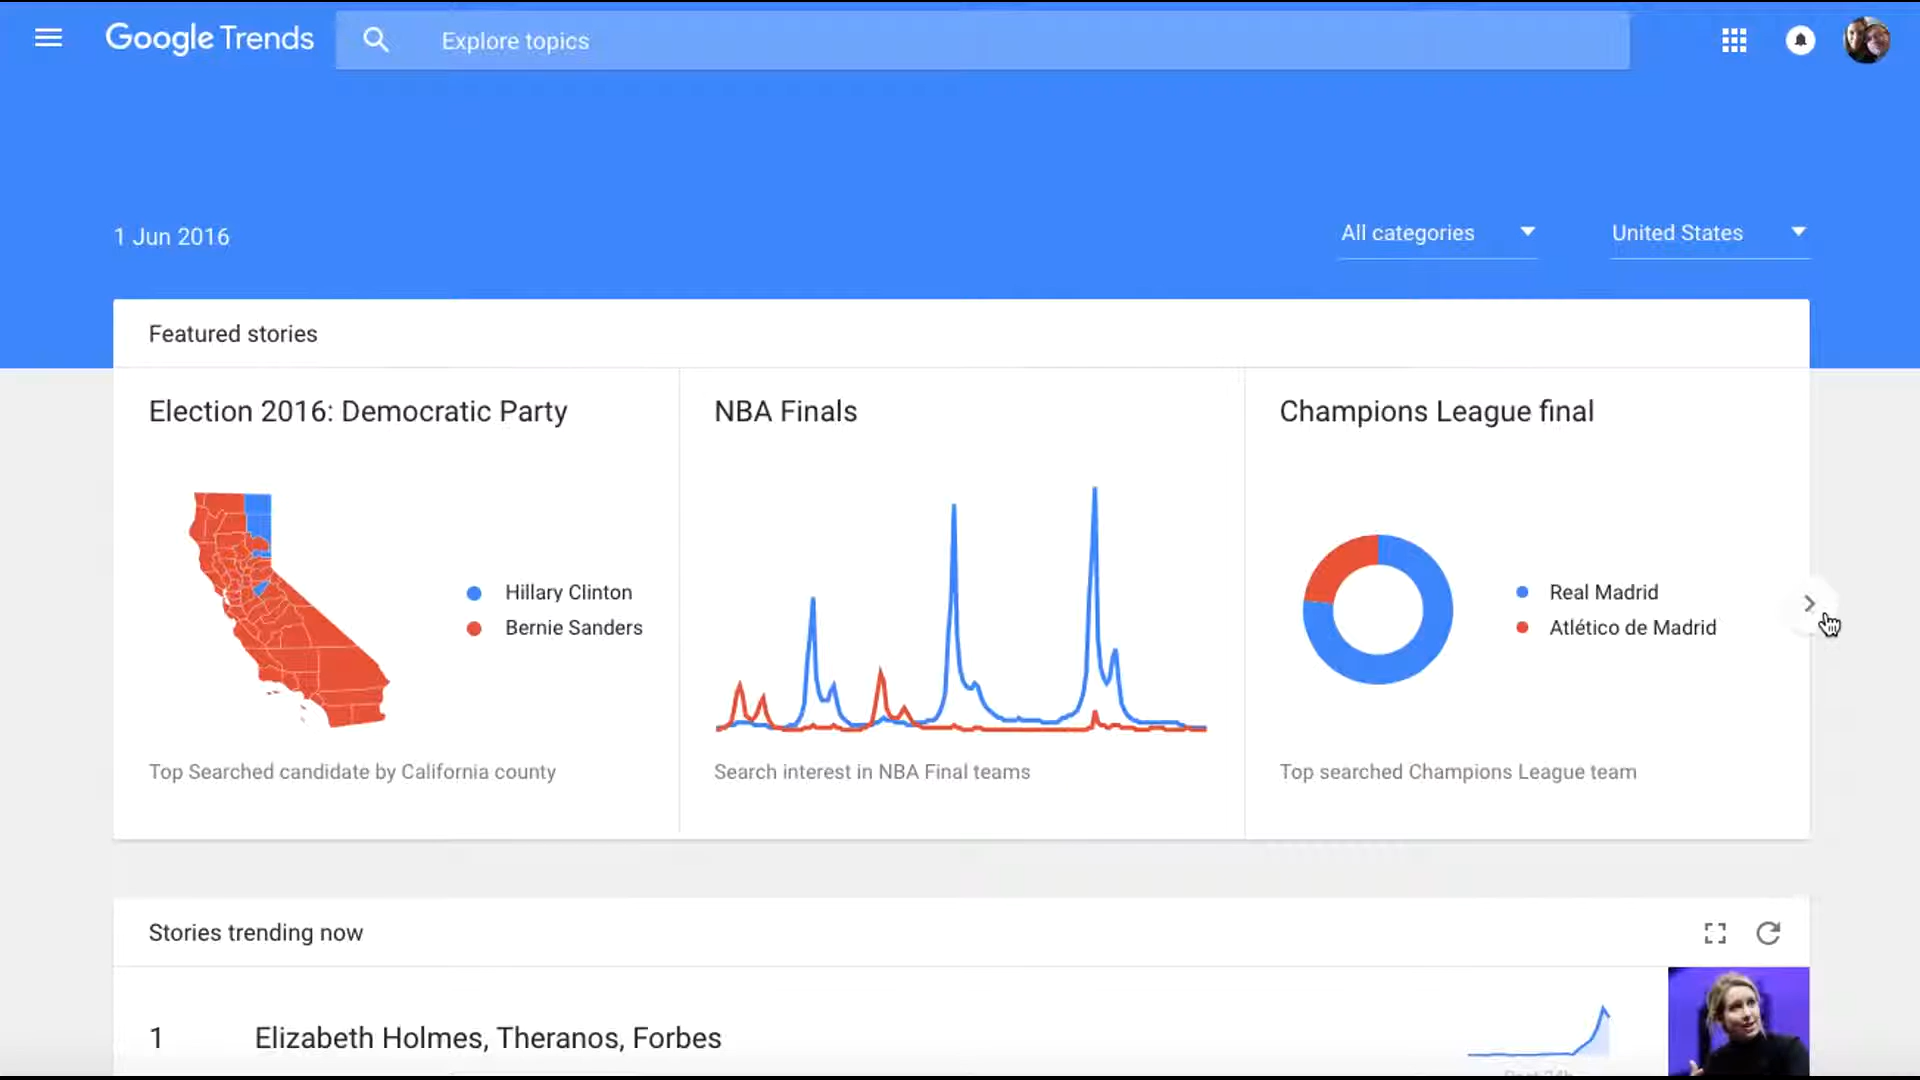 Google Trends
Explore topics
1 Jun 2016
All categories
United States
Featured stories
Election 2016: Democratic Party
Hillary Clinton
Bernie Sanders
Top Searched candidate by California county
NBA Finals
Search interest in NBA Final teams
Champions League final
Real Madrid
Atlético de Madrid
Top searched Champions League team
Stories trending now
1
Elizabeth Holmes, Theranos, Forbes